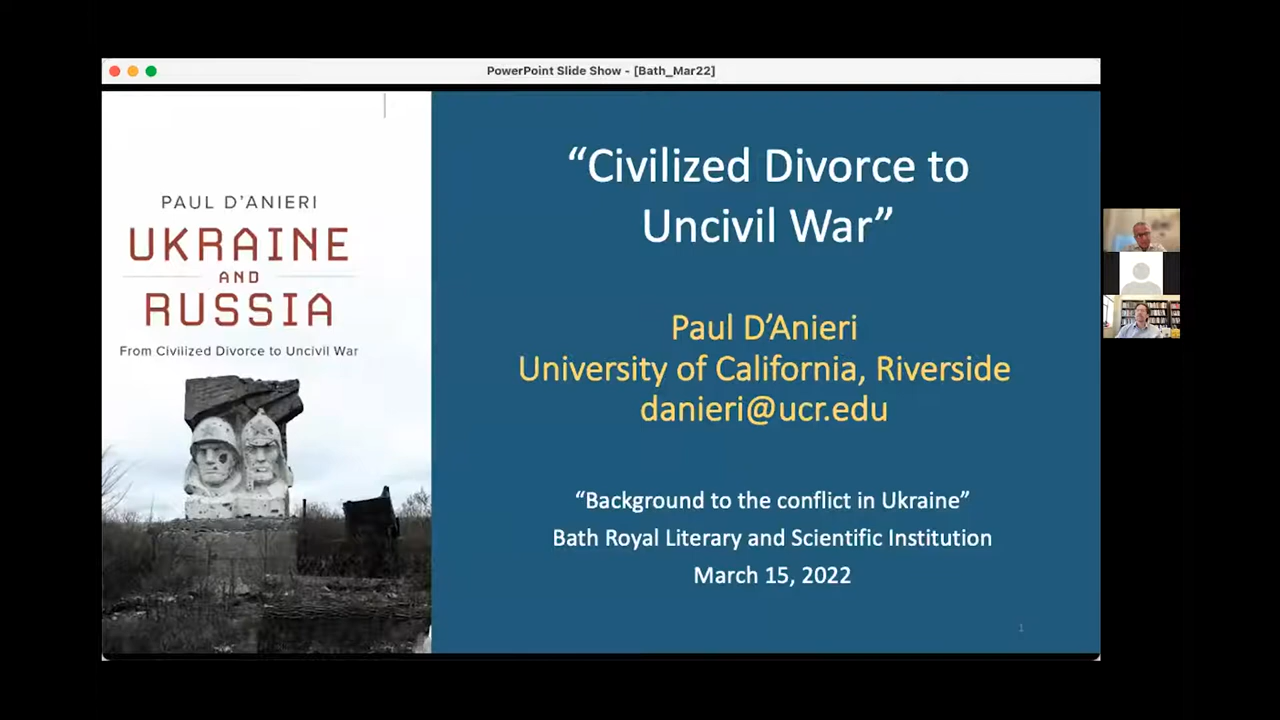 PowerPoint Slide Show - [Bath_Mar22]
PAUL D'ANIERI
UKRAINE
AND
RUSSIA
From Civilized Divorce to Uncivil War
“Civilized Divorce to
Uncivil War”
Paul D’Anieri
University of California, Riverside
danieri@ucr.edu
“Background to the conflict in Ukraine”
Bath Royal Literary and Scientific Institution
March 15, 2022
1